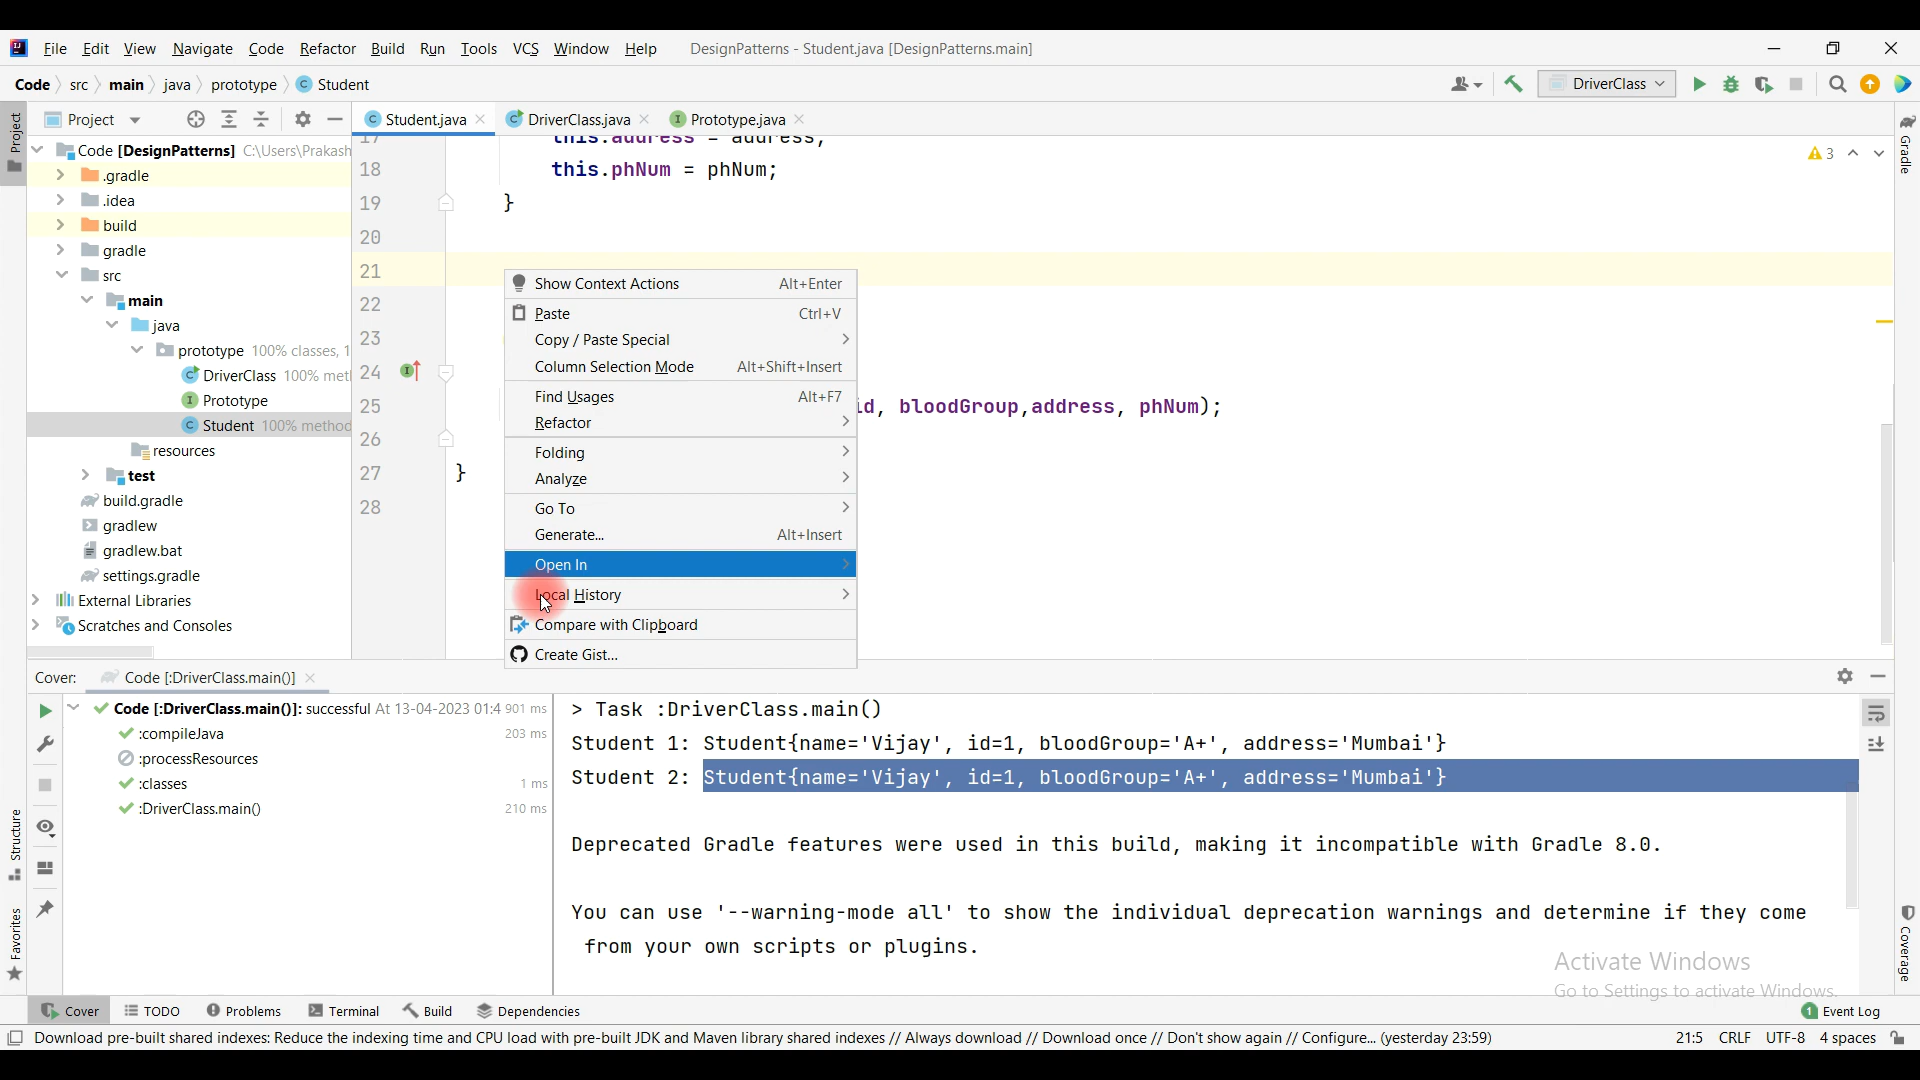 File Edit View Navigate Code Refactor Build Run Tools VCS Window Help DesignPatterns - Student.java [DesignPatterns.main]
Code src main java prototype Student
DriverClass
Project
Student.java DriverClass.java Prototype.java
Project
Gradle
3
Code [DesignPatterns] C:\Users\Prakash
.gradle
.idea
build
gradle
src
main
java
prototype 100% classes, 1
DriverClass 100% met
Prototype
Student 100% method
resources
test
build.gradle
gradlew
gradlew.bat
settings.gradle
External Libraries
Scratches and Consoles
17 this.address = address;
18 this.phNum = phNum;
19 }
20
21
22
23
24
25 id, bloodGroup,address, phNum);
26
27 }
28
Show Context Actions Alt+Enter
Paste Ctrl+V
Copy / Paste Special
Column Selection Mode Alt+Shift+Insert
Find Usages Alt+F7
Refactor
Folding
Analyze
Go To
Generate... Alt+Insert
Open In
Local History
Compare with Clipboard
Create Gist...
Cover: Code [:DriverClass.main()]
Code [:DriverClass.main()]: successful At 13-04-2023 01:4 901 ms
:compileJava 203 ms
:processResources
:classes 1 ms
:DriverClass.main() 210 ms
> Task :DriverClass.main()
Student 1: Student{name='Vijay', id=1, bloodGroup='A+', address='Mumbai'}
Student 2: Student{name='Vijay', id=1, bloodGroup='A+', address='Mumbai'}
Deprecated Gradle features were used in this build, making it incompatible with Gradle 8.0.
You can use '--warning-mode all' to show the individual deprecation warnings and determine if they come
from your own scripts or plugins.
Structure
Favorites
Coverage
Activate Windows
Go to Settings to activate Windows.
Cover TODO Problems Terminal Build Dependencies 1 Event Log
Download pre-built shared indexes: Reduce the indexing time and CPU load with pre-built JDK and Maven library shared indexes // Always download // Download once // Don't show again // Configure... (yesterday 23:59) 21:5 CRLF UTF-8 4 spaces